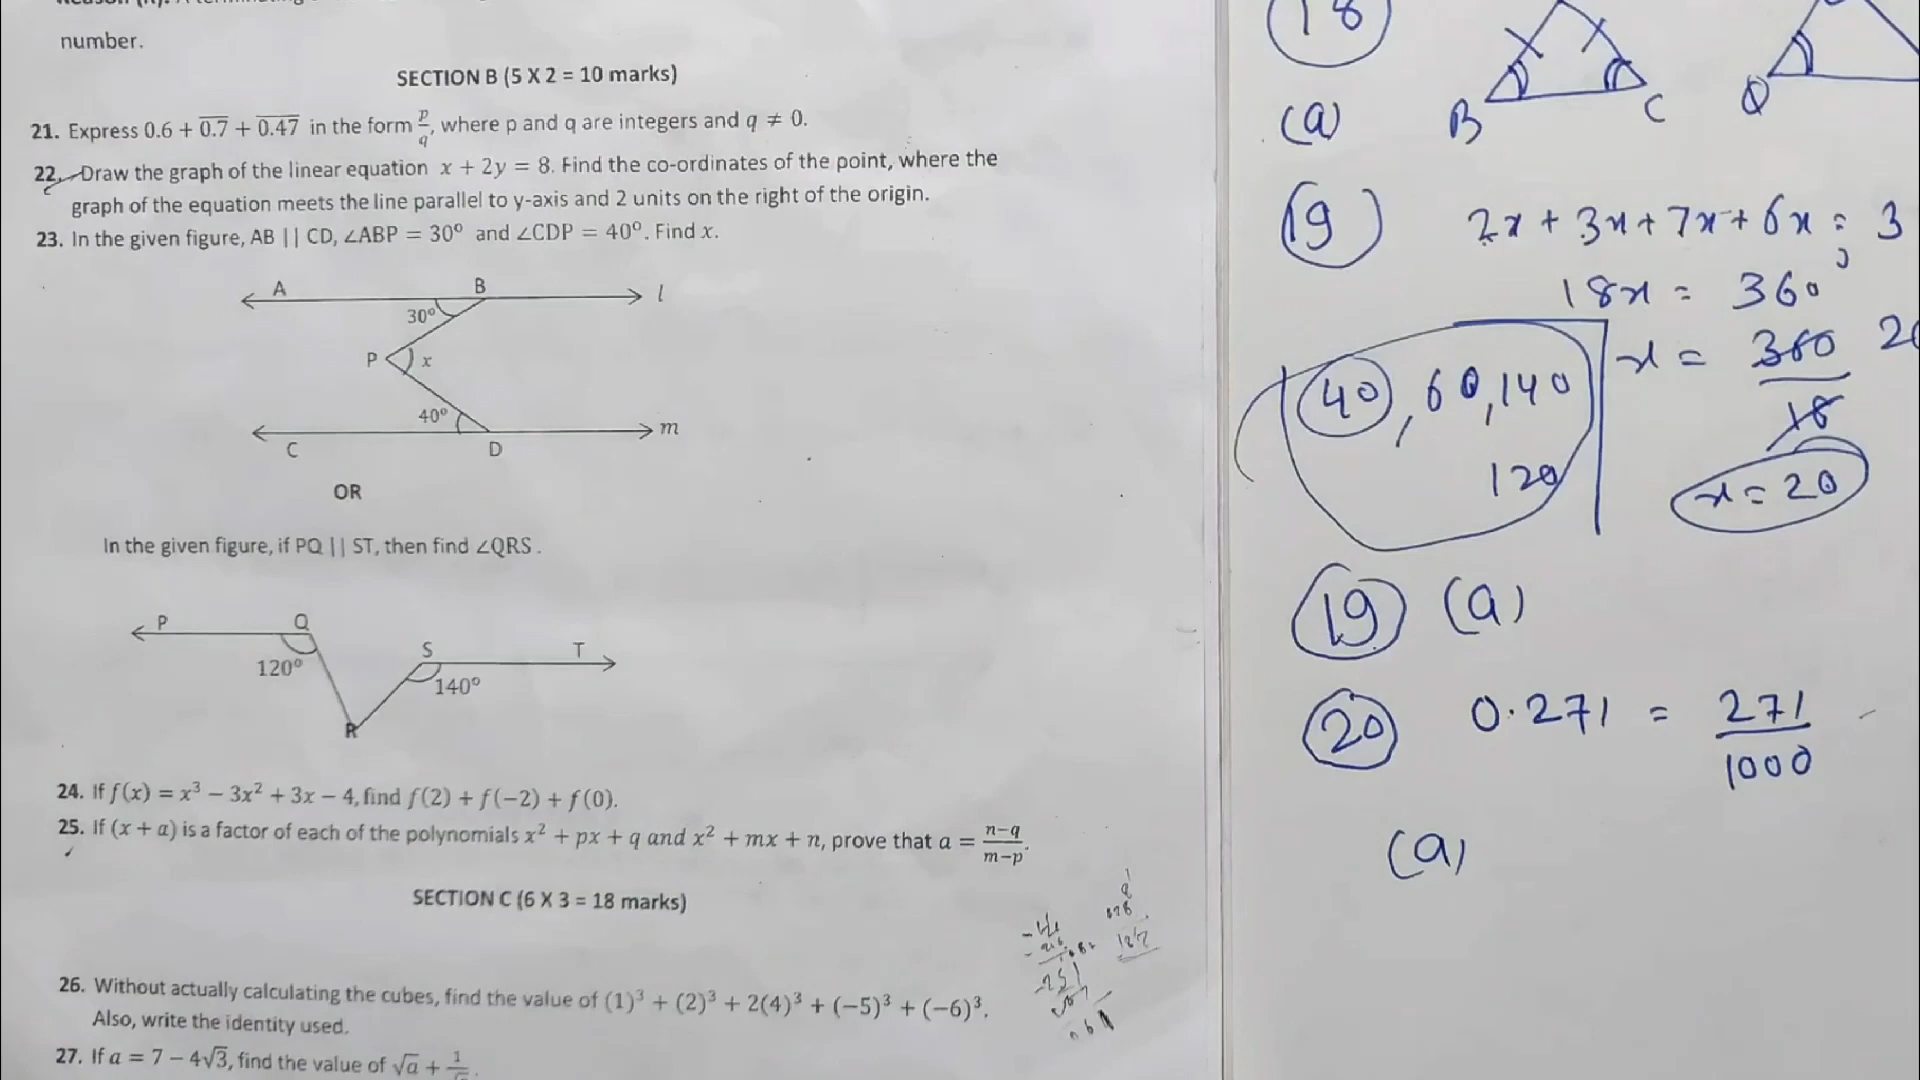 number.
SECTION B (5 X 2 = 10 marks)
21. Express 0.6 + 0.7̅ + 0.4̅7̅ in the form p/q, where p and q are integers and q ≠ 0.
22. Draw the graph of the linear equation x + 2y = 8. Find the co-ordinates of the point, where the
graph of the equation meets the line parallel to y-axis and 2 units on the right of the origin.
23. In the given figure, AB || CD, ∠ABP = 30⁰ and ∠CDP = 40⁰. Find x.
A B l
30⁰
P x
40⁰
C D m
OR
In the given figure, if PQ || ST, then find ∠QRS.
P Q
S T
120⁰
140⁰
R
24. If f(x) = x³ − 3x² + 3x − 4, find f(2) + f(−2) + f(0).
25. If (x + a) is a factor of each of the polynomials x² + px + q and x² + mx + n, prove that a = n−q/m−p.
SECTION C (6 X 3 = 18 marks)
26. Without actually calculating the cubes, find the value of (1)³ + (2)³ + 2(4)³ + (−5)³ + (−6)³.
Also, write the identity used.
27. If a = 7 − 4√3, find the value of √a + 1
18
(a) B C Q
19 2x + 3x + 7x + 6x = 3
18x = 360°
x = 360 / 18
40, 60, 140
120
x = 20
19 (a)
20 0.271 = 271/1000
(a)